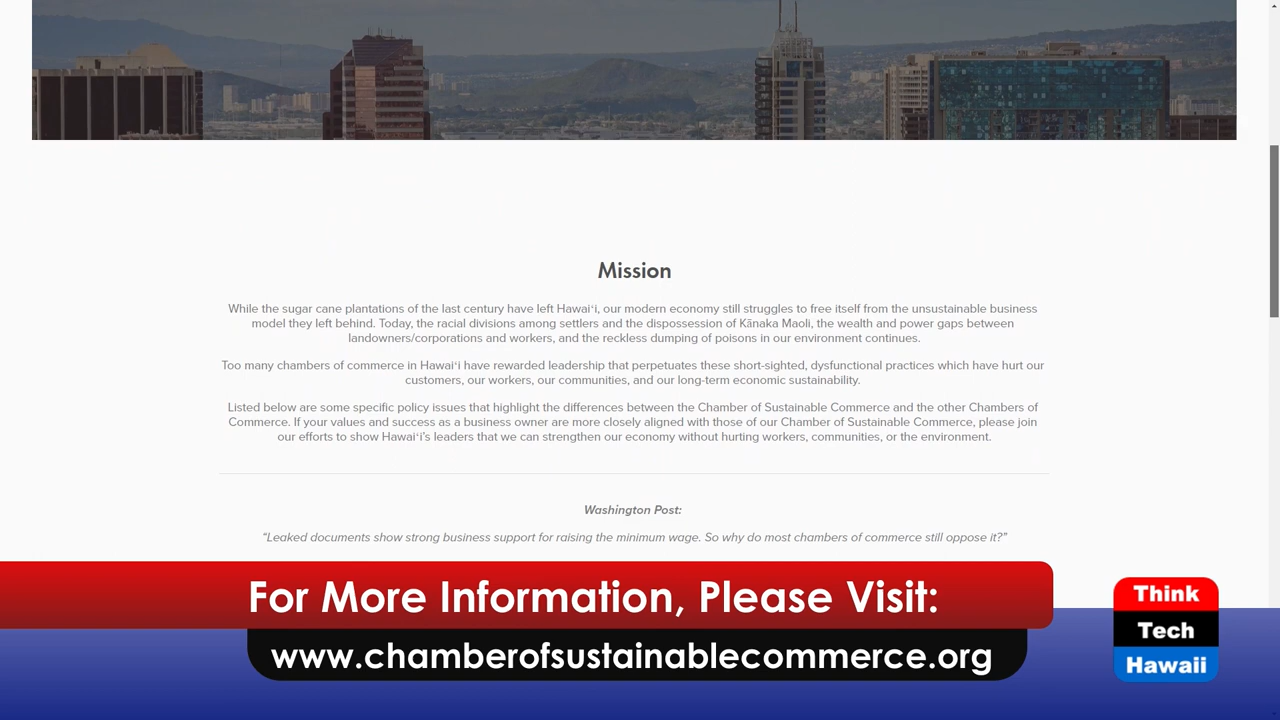 Mission
While the sugar cane plantations of the last century have left Hawaiʻi, our modern economy still struggles to free itself from the unsustainable business
model they left behind. Today, the racial divisions among settlers and the dispossession of Kānaka Maoli, the wealth and power gaps between
landowners/corporations and workers, and the reckless dumping of poisons in our environment continues.
Too many chambers of commerce in Hawaiʻi have rewarded leadership that perpetuates these short-sighted, dysfunctional practices which have hurt our
customers, our workers, our communities, and our long-term economic sustainability.
Listed below are some specific policy issues that highlight the differences between the Chamber of Sustainable Commerce and the other Chambers of
Commerce. If your values and success as a business owner are more closely aligned with those of our Chamber of Sustainable Commerce, please join
our efforts to show Hawaiʻi's leaders that we can strengthen our economy without hurting workers, communities, or the environment.
Washington Post:
“Leaked documents show strong business support for raising the minimum wage. So why do most chambers of commerce still oppose it?”
For More Information, Please Visit:
www.chamberofsustainablecommerce.org
Think
Tech
Hawaii